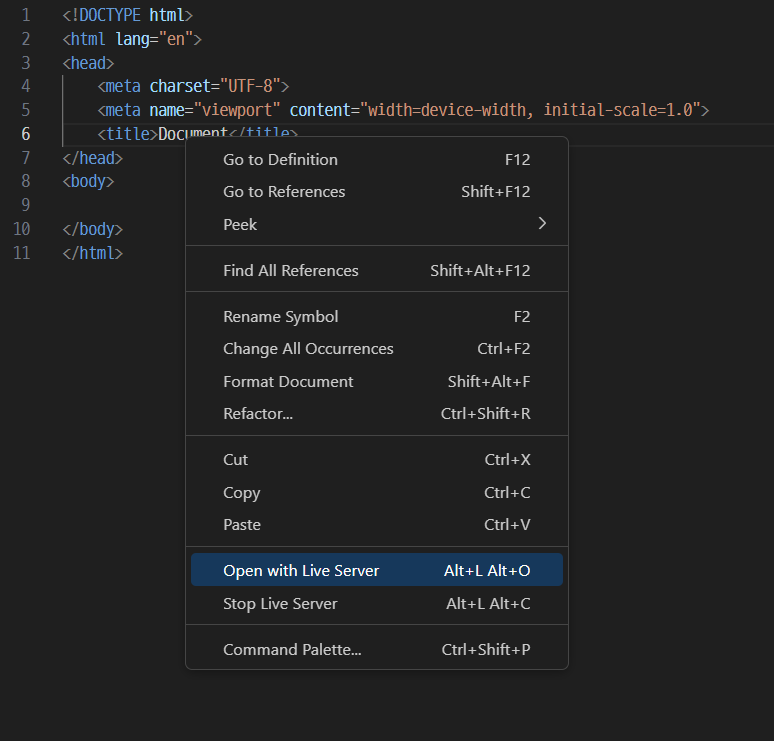 1 <!DOCTYPE html>
2 <html lang="en">
3 <head>
4 <meta charset="UTF-8">
5 <meta name="viewport" content="width=device-width, initial-scale=1.0">
6 <title>Document</title>
7 </head>
8 <body>
9
10 </body>
11 </html>
Go to Definition F12
Go to References Shift+F12
Peek
Find All References Shift+Alt+F12
Rename Symbol F2
Change All Occurrences Ctrl+F2
Format Document Shift+Alt+F
Refactor... Ctrl+Shift+R
Cut Ctrl+X
Copy Ctrl+C
Paste Ctrl+V
Open with Live Server Alt+L Alt+O
Stop Live Server Alt+L Alt+C
Command Palette... Ctrl+Shift+P